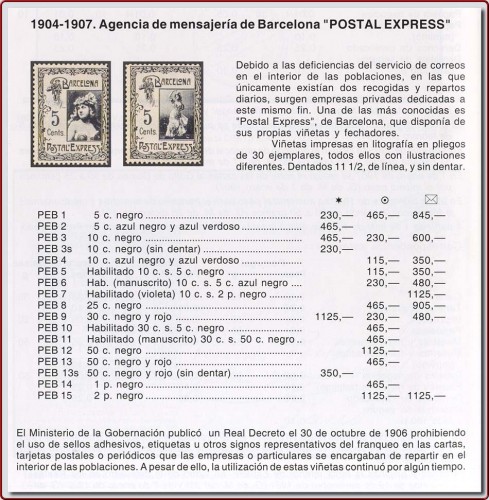 1904-1907. Agencia de mensajería de Barcelona "POSTAL EXPRESS"
BARCELONA
5
Cents.
POSTAL-EXPRESS
BARCELONA
5
Cents.
POSTAL-EXPRESS
Debido a las deficiencias del servicio de correos
en el interior de las poblaciones, en las que
únicamente existían dos recogidas y repartos
diarios, surgen empresas privadas dedicadas a
este mismo fin. Una de las más conocidas es
"Postal Express", de Barcelona, que disponía de
sus propias viñetas y fechadores.
Viñetas impresas en litografía en pliegos
de 30 ejemplares, todos ellos con ilustraciones
diferentes. Dentados 11 1/2, de línea, y sin dentar.
PEB 1 5 c. negro 230,— 465,— 845,—
PEB 2 5 c. azul negro y azul verdoso 465,—
PEB 3 10 c. negro 465,— 230,— 600,—
PEB 3s 10 c. negro (sin dentar) 230,—
PEB 4 10 c. azul negro y azul verdoso 115,— 350,—
PEB 5 Habilitado 10 c. s. 5 c. negro 115,— 350,—
PEB 6 Hab. (manuscrito) 10 c. s. 5 c. azul negro .... 230,— 480,—
PEB 7 Habilitado (violeta) 10 c. s. 2 p. negro 1125,—
PEB 8 25 c. negro 465,— 905,—
PEB 9 30 c. negro y rojo 1125,— 230,— 480,—
PEB 10 Habilitado 30 c. s. 5 c. negro 465,—
PEB 11 Habilitado (manuscrito) 30 c. s. 50 c. negro 465,—
PEB 12 50 c. negro 1125,—
PEB 13 50 c. negro y rojo 465,—
PEB 13s 50 c. negro y rojo (sin dentar) 350,—
PEB 14 1 p. negro 465,—
PEB 15 2 p. negro 1125,— 1125,—
El Ministerio de la Gobernación publicó un Real Decreto el 30 de octubre de 1906 prohibiendo
el uso de sellos adhesivos, etiquetas u otros signos representativos del franqueo en las cartas,
tarjetas postales o periódicos que las empresas o particulares se encargaban de repartir en el
interior de las poblaciones. A pesar de ello, la utilización de estas viñetas continuó por algún tiempo.